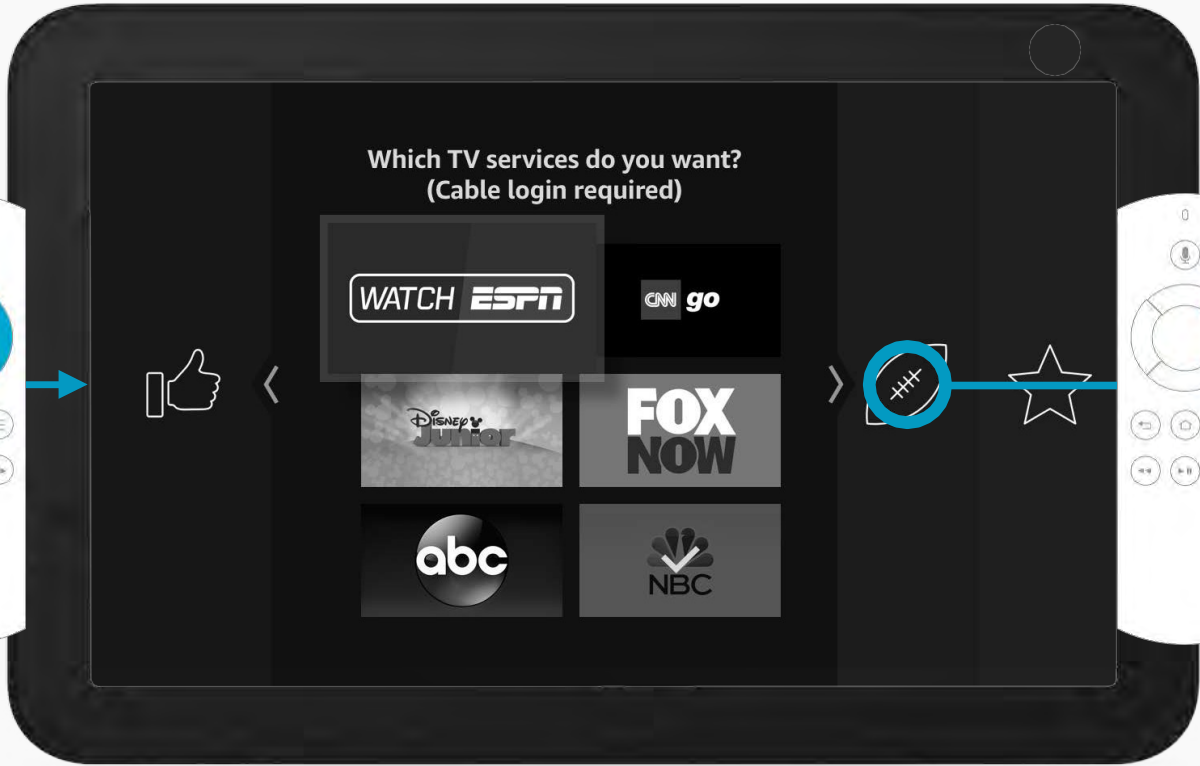 Which TV services do you want?
(Cable login required)
WATCH ESPN
CNN go
Disney Junior
FOX NOW
abc
NBC